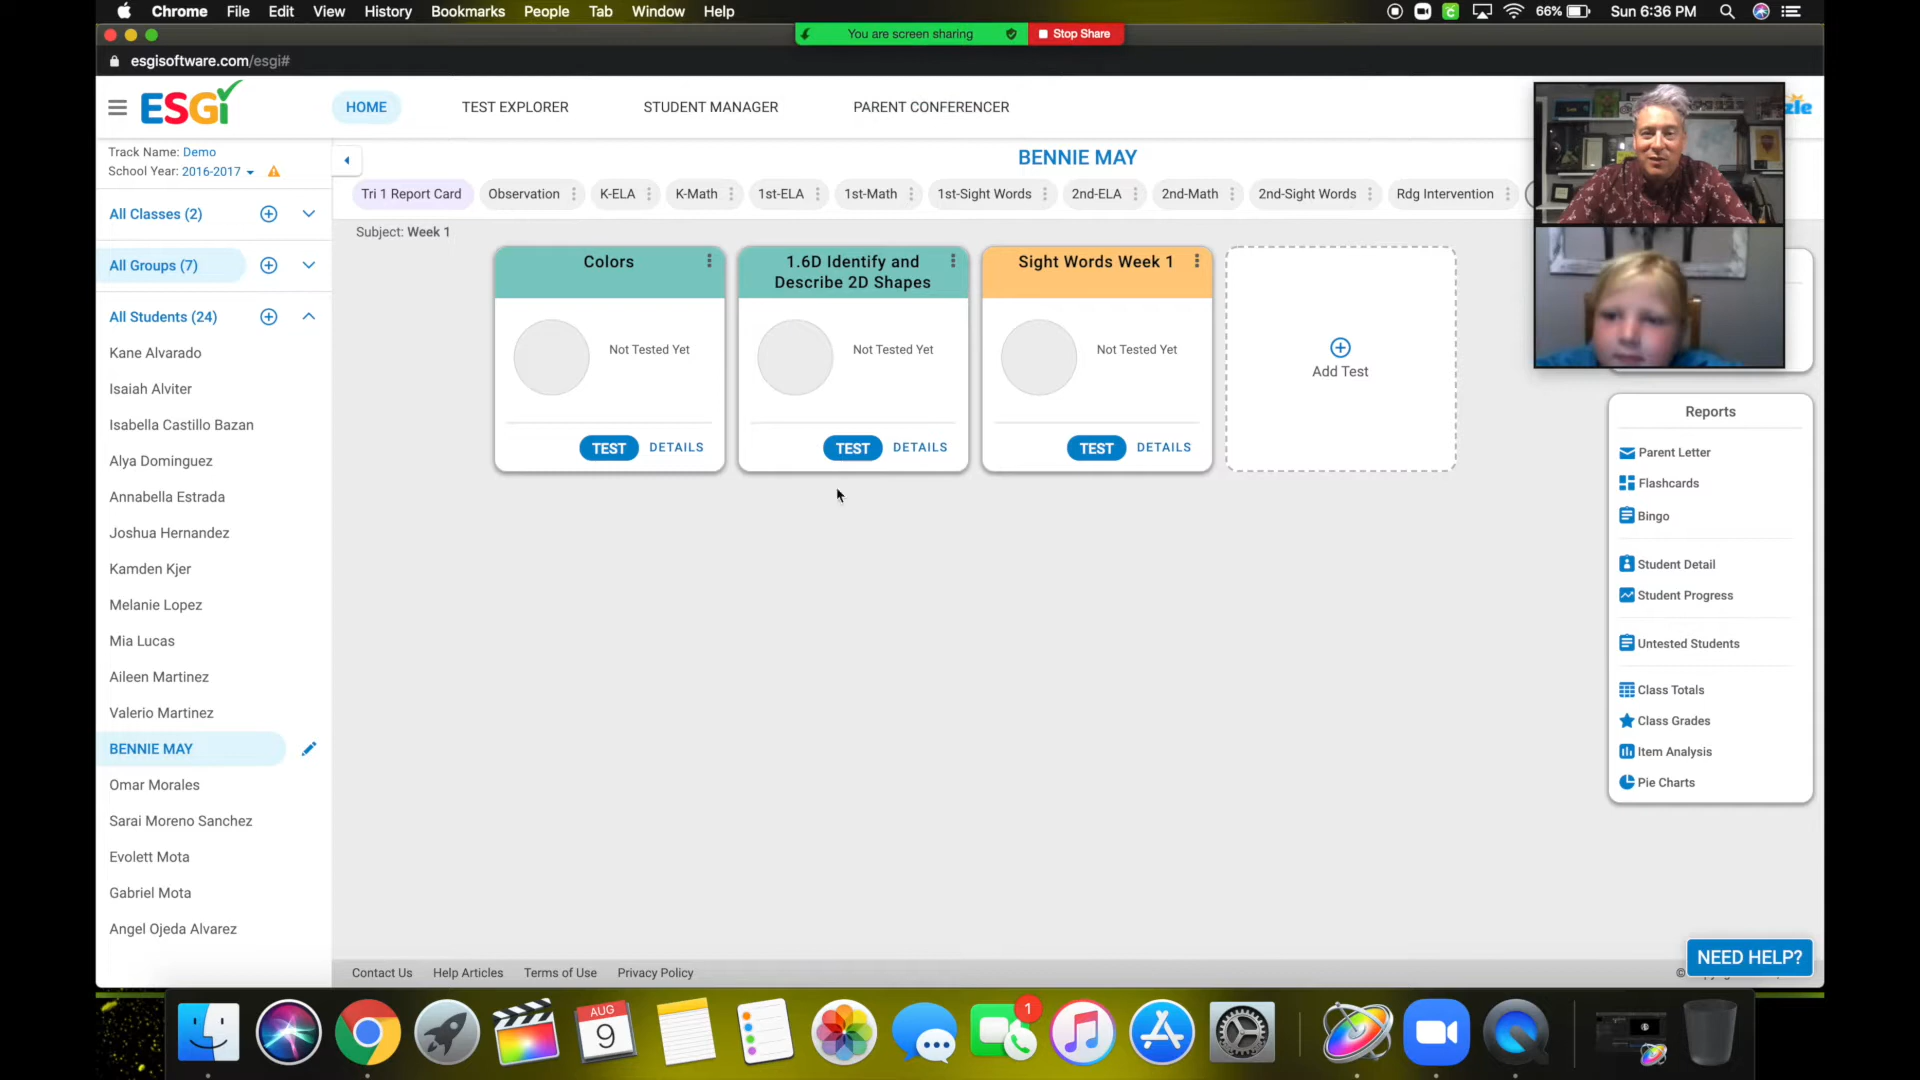 Chrome File Edit View History Bookmarks People Tab Window Help
66% Sun 6:36 PM
You are screen sharing Stop Share
esgisoftware.com/esgi#
ESGi
HOME TEST EXPLORER STUDENT MANAGER PARENT CONFERENCER
zle
Track Name: Demo
School Year: 2016-2017
BENNIE MAY
Tri 1 Report Card Observation K-ELA K-Math 1st-ELA 1st-Math 1st-Sight Words 2nd-ELA 2nd-Math 2nd-Sight Words Rdg Intervention
All Classes (2)
All Groups (7)
All Students (24)
Kane Alvarado
Isaiah Alviter
Isabella Castillo Bazan
Alya Dominguez
Annabella Estrada
Joshua Hernandez
Kamden Kjer
Melanie Lopez
Mia Lucas
Aileen Martinez
Valerio Martinez
BENNIE MAY
Omar Morales
Sarai Moreno Sanchez
Evolett Mota
Gabriel Mota
Angel Ojeda Alvarez
Subject: Week 1
Colors
Not Tested Yet
TEST DETAILS
1.6D Identify and
Describe 2D Shapes
Not Tested Yet
TEST DETAILS
Sight Words Week 1
Not Tested Yet
TEST DETAILS
Add Test
Reports
Parent Letter
Flashcards
Bingo
Student Detail
Student Progress
Untested Students
Class Totals
Class Grades
Item Analysis
Pie Charts
NEED HELP?
Contact Us Help Articles Terms of Use Privacy Policy
©
AUG
9
1